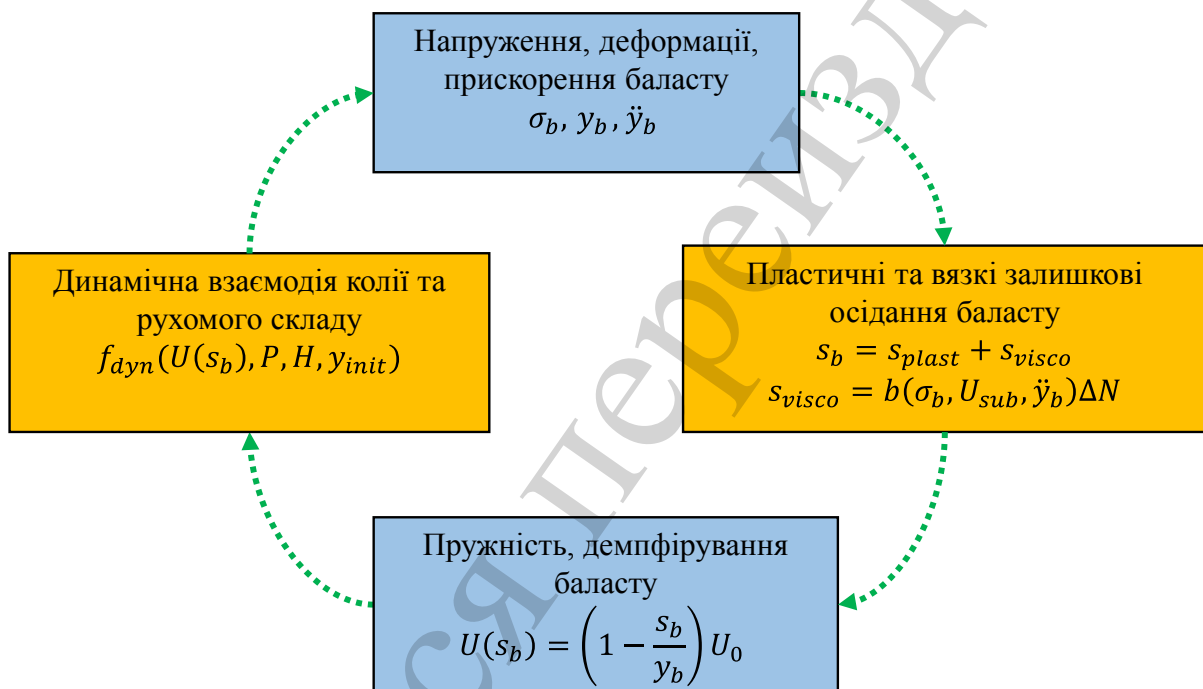 Напруження, деформації,
прискорення баласту
σ_b, y_b, ÿ_b
Динамічна взаємодія колії та
рухомого складу
f_dyn(U(s_b), P, H, y_init)
Пластичні та вязкі залишкові
осідання баласту
s_b = s_plast + s_visco
s_visco = b(σ_b, U_sub, ÿ_b)ΔN
Пружність, демпфірування
баласту
U(s_b) = (1 − s_b/y_b) U_0
ся переизд